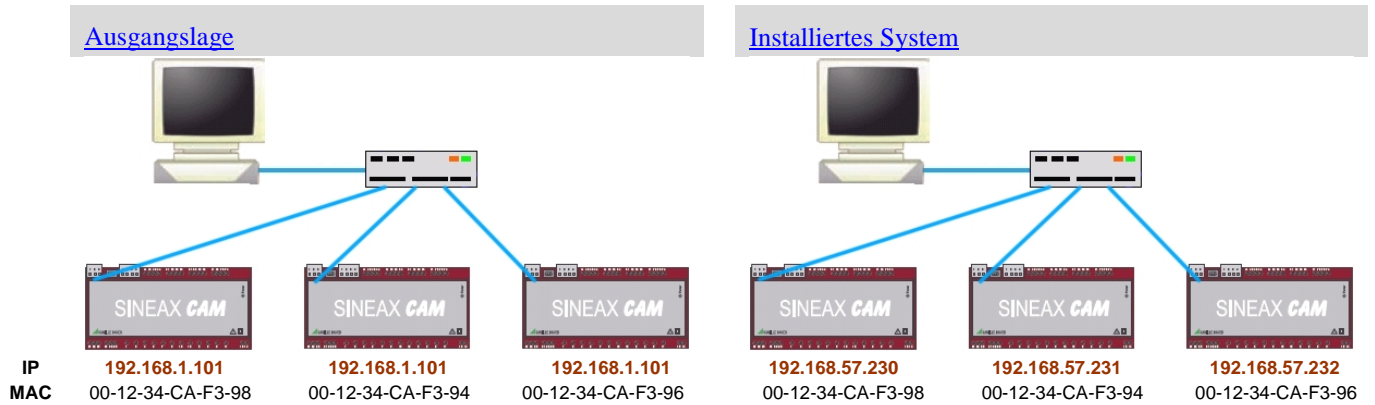 Ausgangslage
Installiertes System
SINEAX CAM
SINEAX CAM
SINEAX CAM
SINEAX CAM
SINEAX CAM
SINEAX CAM
IP 192.168.1.101 192.168.1.101 192.168.1.101 192.168.57.230 192.168.57.231 192.168.57.232
MAC 00-12-34-CA-F3-98 00-12-34-CA-F3-94 00-12-34-CA-F3-96 00-12-34-CA-F3-98 00-12-34-CA-F3-94 00-12-34-CA-F3-96